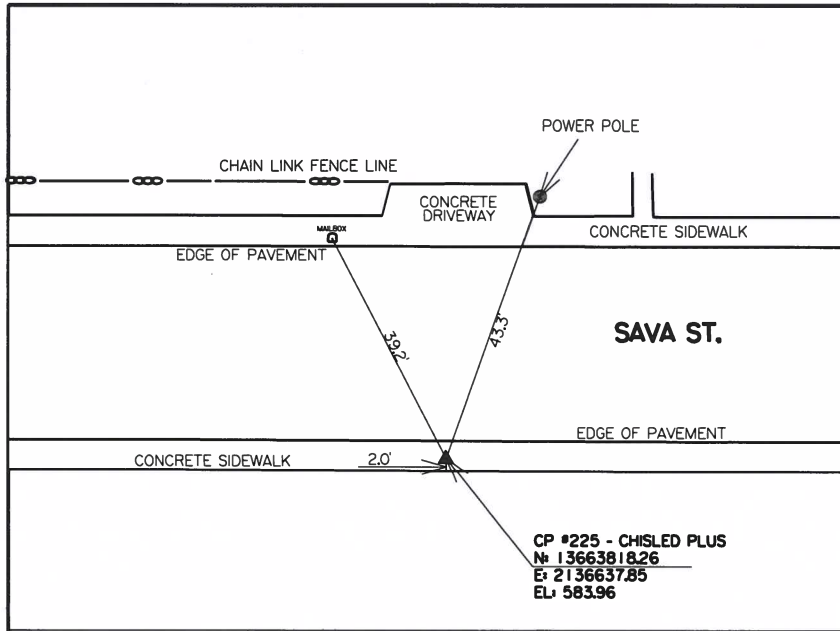 POWER POLE
CHAIN LINK FENCE LINE
CONCRETE
DRIVEWAY
MAILBOX
CONCRETE SIDEWALK
EDGE OF PAVEMENT
SAVA ST.
39.2'
43.3'
EDGE OF PAVEMENT
CONCRETE SIDEWALK
2.0'
CP #225 - CHISLED PLUS
N: 13663818.26
E: 2136637.85
EL: 583.96